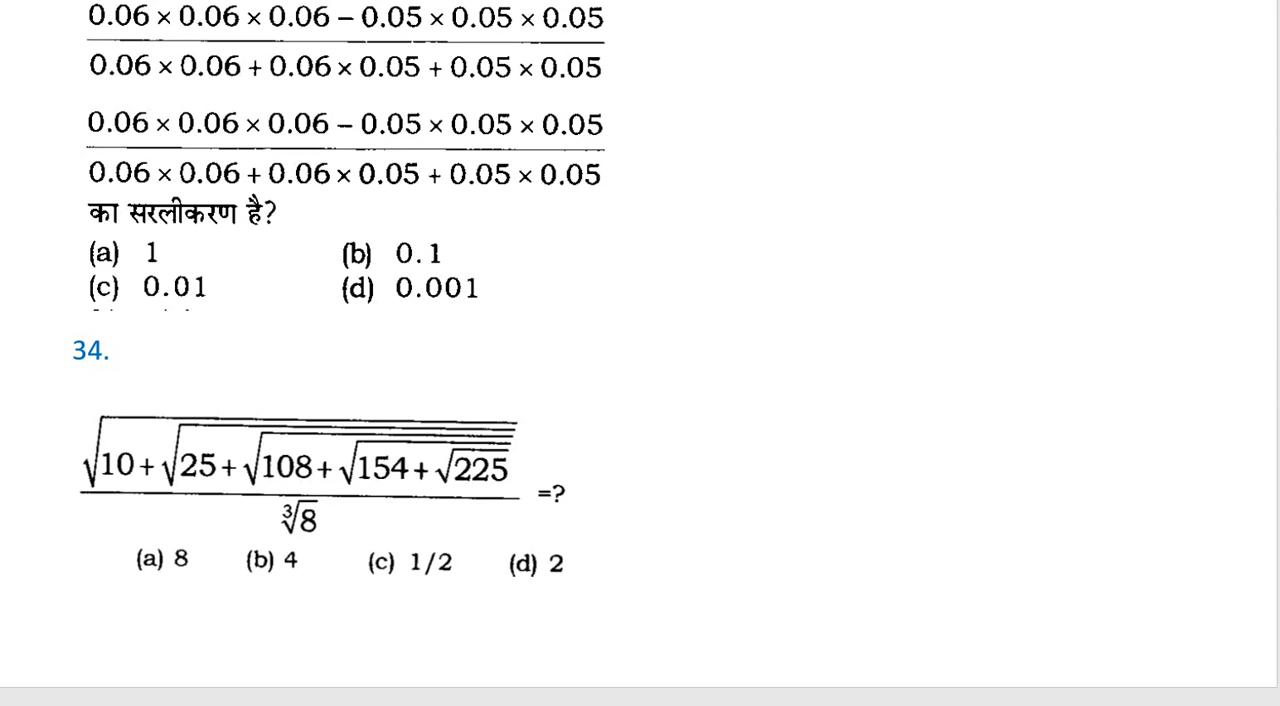 0.06 × 0.06 × 0.06 – 0.05 × 0.05 × 0.05
0.06 × 0.06 + 0.06 × 0.05 + 0.05 × 0.05
0.06 × 0.06 × 0.06 – 0.05 × 0.05 × 0.05
0.06 × 0.06 + 0.06 × 0.05 + 0.05 × 0.05
का सरलीकरण है?
(a) 1 (b) 0.1
(c) 0.01 (d) 0.001
34.
√10 + √25 + √108 + √154 + √225
=?
³√8
(a) 8 (b) 4 (c) 1/2 (d) 2